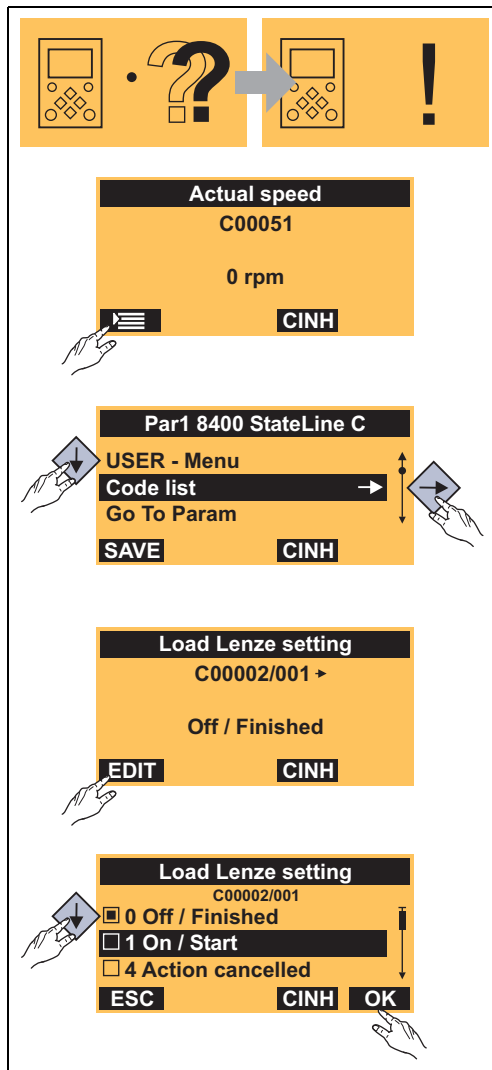 ??
!
Actual speed
C00051
0 rpm
CINH
Par1 8400 StateLine C
USER - Menu
Code list
Go To Param
SAVE CINH
Load Lenze setting
C00002/001
Off / Finished
EDIT CINH
Load Lenze setting
C00002/001
0 Off / Finished
1 On / Start
4 Action cancelled
ESC CINH OK